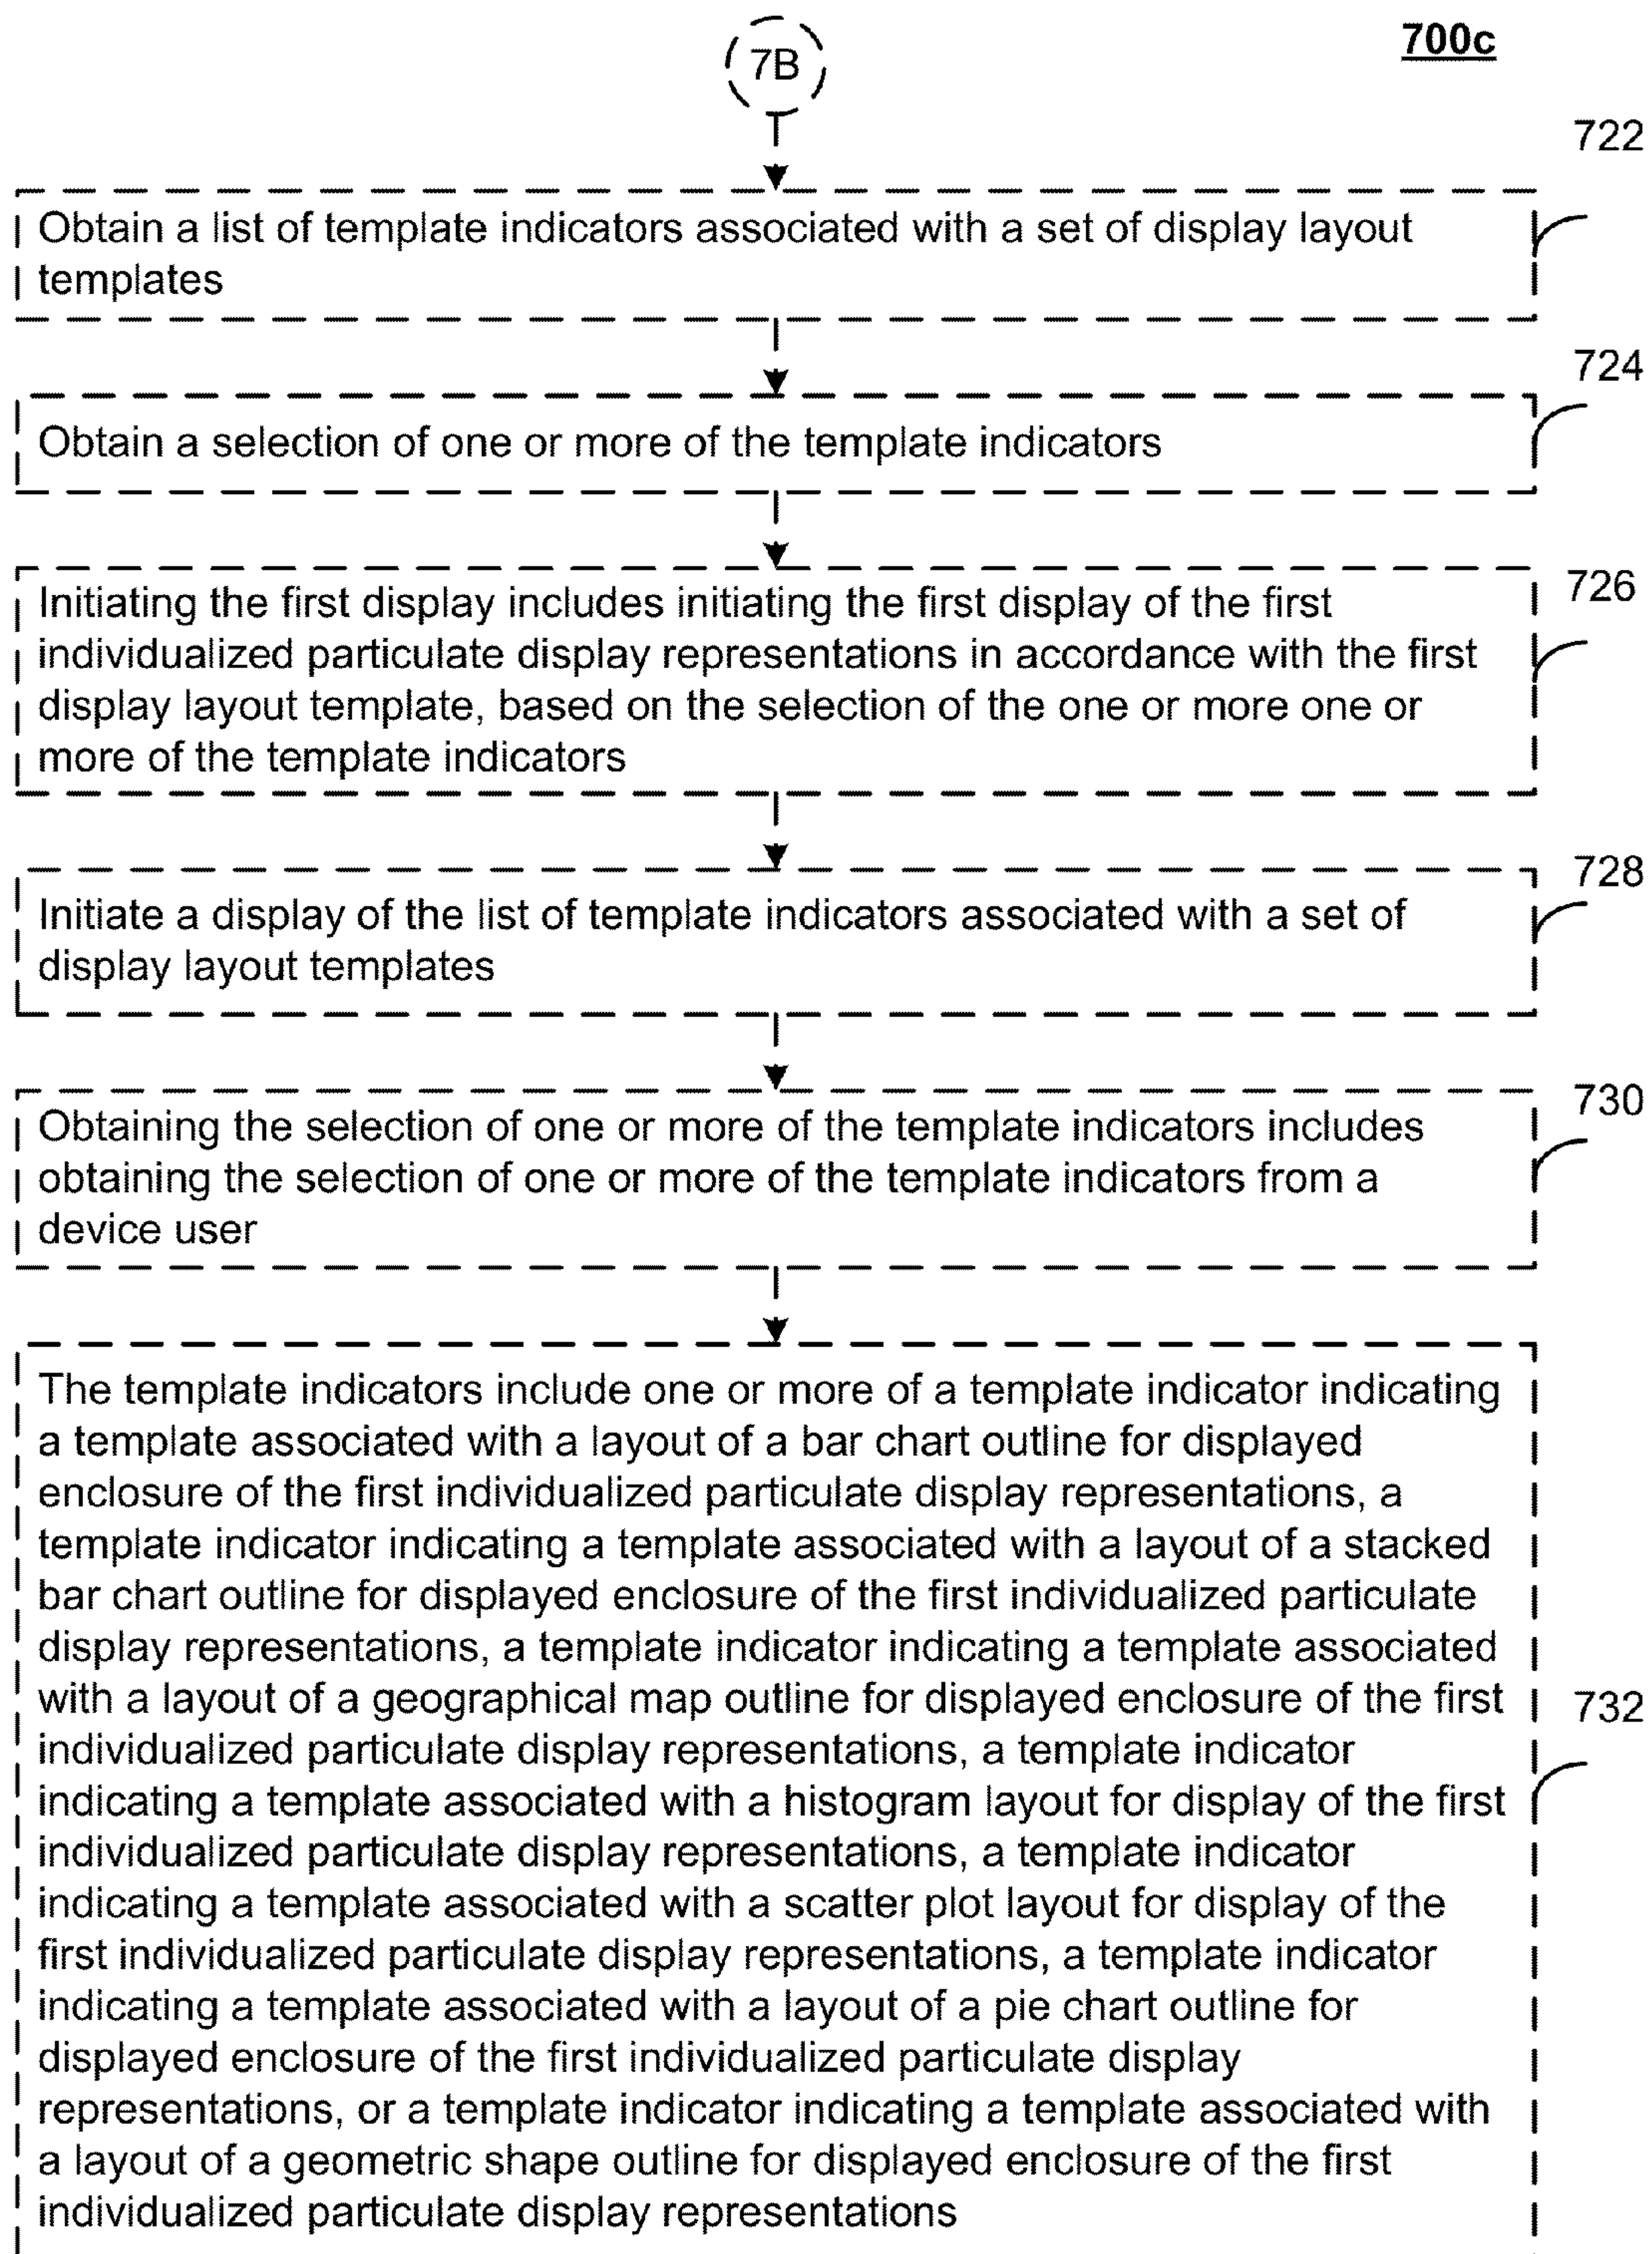 7B
700c
722
Obtain a list of template indicators associated with a set of display layout
templates
724
Obtain a selection of one or more of the template indicators
726
Initiating the first display includes initiating the first display of the first
individualized particulate display representations in accordance with the first
display layout template, based on the selection of the one or more one or
more of the template indicators
728
Initiate a display of the list of template indicators associated with a set of
display layout templates
730
Obtaining the selection of one or more of the template indicators includes
obtaining the selection of one or more of the template indicators from a
device user
The template indicators include one or more of a template indicator indicating
a template associated with a layout of a bar chart outline for displayed
enclosure of the first individualized particulate display representations, a
template indicator indicating a template associated with a layout of a stacked
bar chart outline for displayed enclosure of the first individualized particulate
display representations, a template indicator indicating a template associated
with a layout of a geographical map outline for displayed enclosure of the first
732
individualized particulate display representations, a template indicator
indicating a template associated with a histogram layout for display of the first
individualized particulate display representations, a template indicator
indicating a template associated with a scatter plot layout for display of the
first individualized particulate display representations, a template indicator
indicating a template associated with a layout of a pie chart outline for
displayed enclosure of the first individualized particulate display
representations, or a template indicator indicating a template associated with
a layout of a geometric shape outline for displayed enclosure of the first
individualized particulate display representations